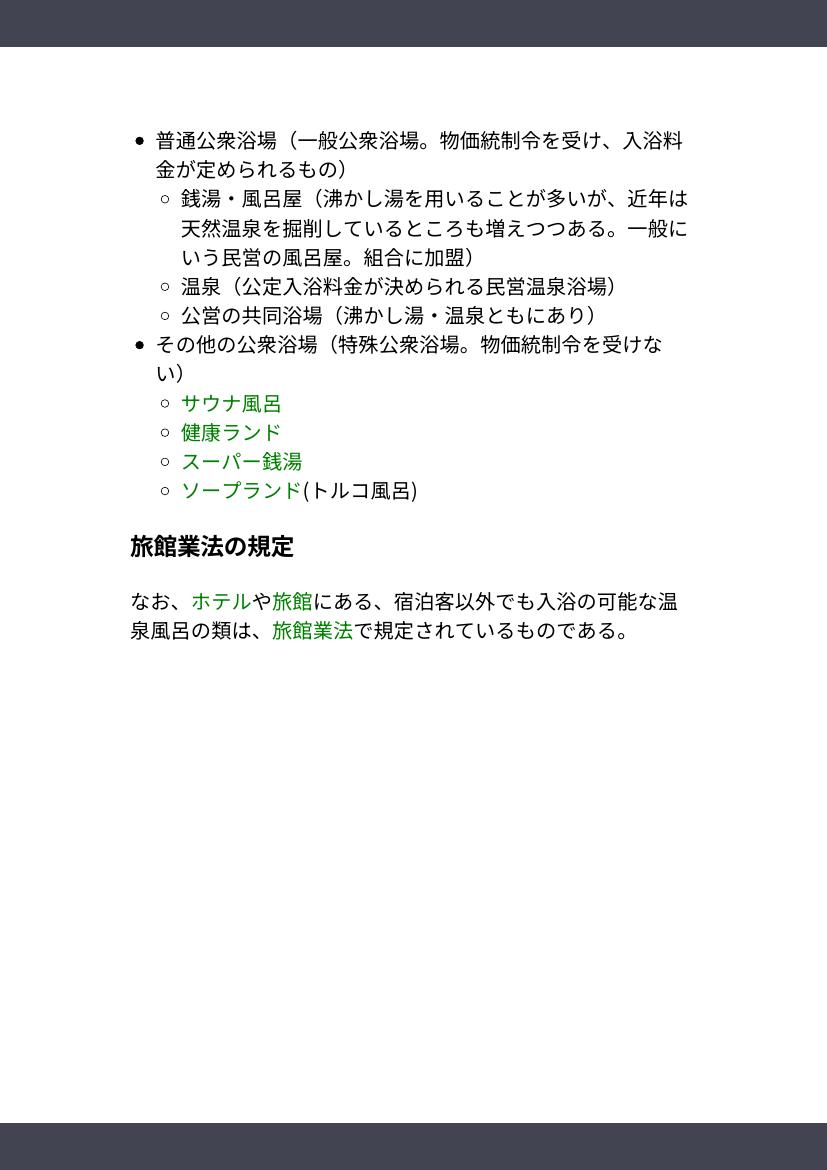 • 普通公衆浴場（一般公衆浴場。物価統制令を受け、入浴料
金が定められるもの）
◦ 銭湯・風呂屋（沸かし湯を用いることが多いが、近年は
天然温泉を掘削しているところも増えつつある。一般に
いう民営の風呂屋。組合に加盟）
◦ 温泉（公定入浴料金が決められる民営温泉浴場）
◦ 公営の共同浴場（沸かし湯・温泉ともにあり）
• その他の公衆浴場（特殊公衆浴場。物価統制令を受けな
い）
◦ サウナ風呂
◦ 健康ランド
◦ スーパー銭湯
◦ ソープランド(トルコ風呂)
旅館業法の規定
なお、ホテルや旅館にある、宿泊客以外でも入浴の可能な温
泉風呂の類は、旅館業法で規定されているものである。